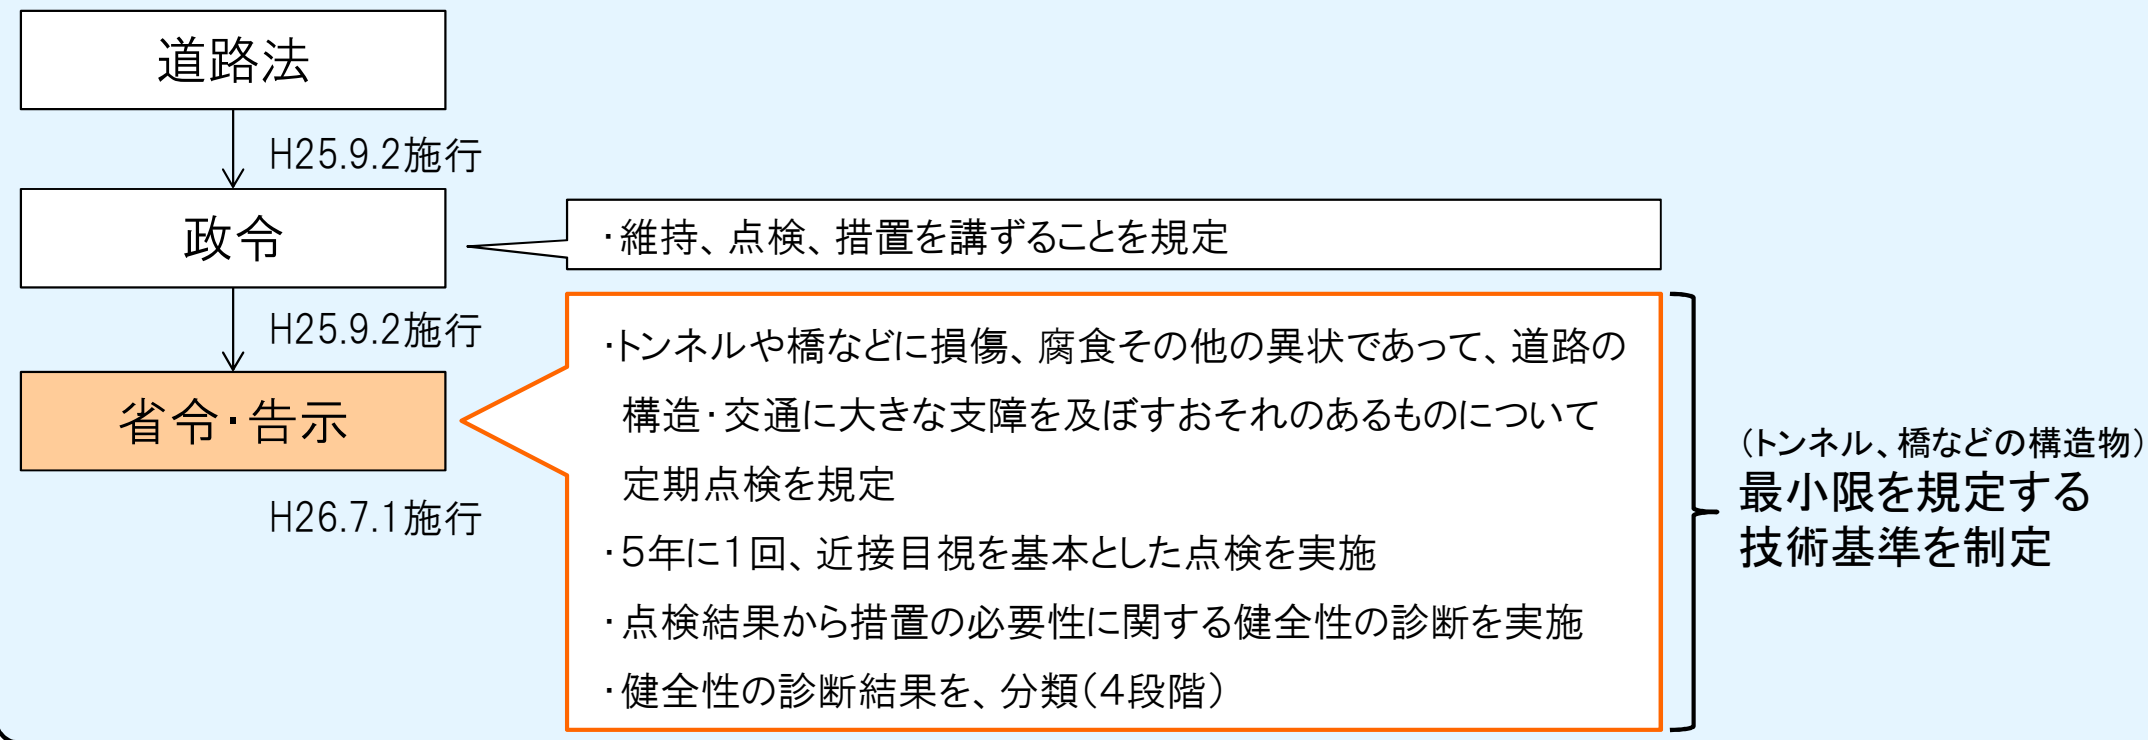 道路法
H25.9.2施行
政令
・維持、点検、措置を講ずることを規定
H25.9.2施行
省令・告示
H26.7.1施行
・トンネルや橋などに損傷、腐食その他の異状であって、道路の
構造・交通に大きな支障を及ぼすおそれのあるものについて
定期点検を規定
・5年に1回、近接目視を基本とした点検を実施
・点検結果から措置の必要性に関する健全性の診断を実施
・健全性の診断結果を、分類(4段階)
(トンネル、橋などの構造物)
最小限を規定する
技術基準を制定